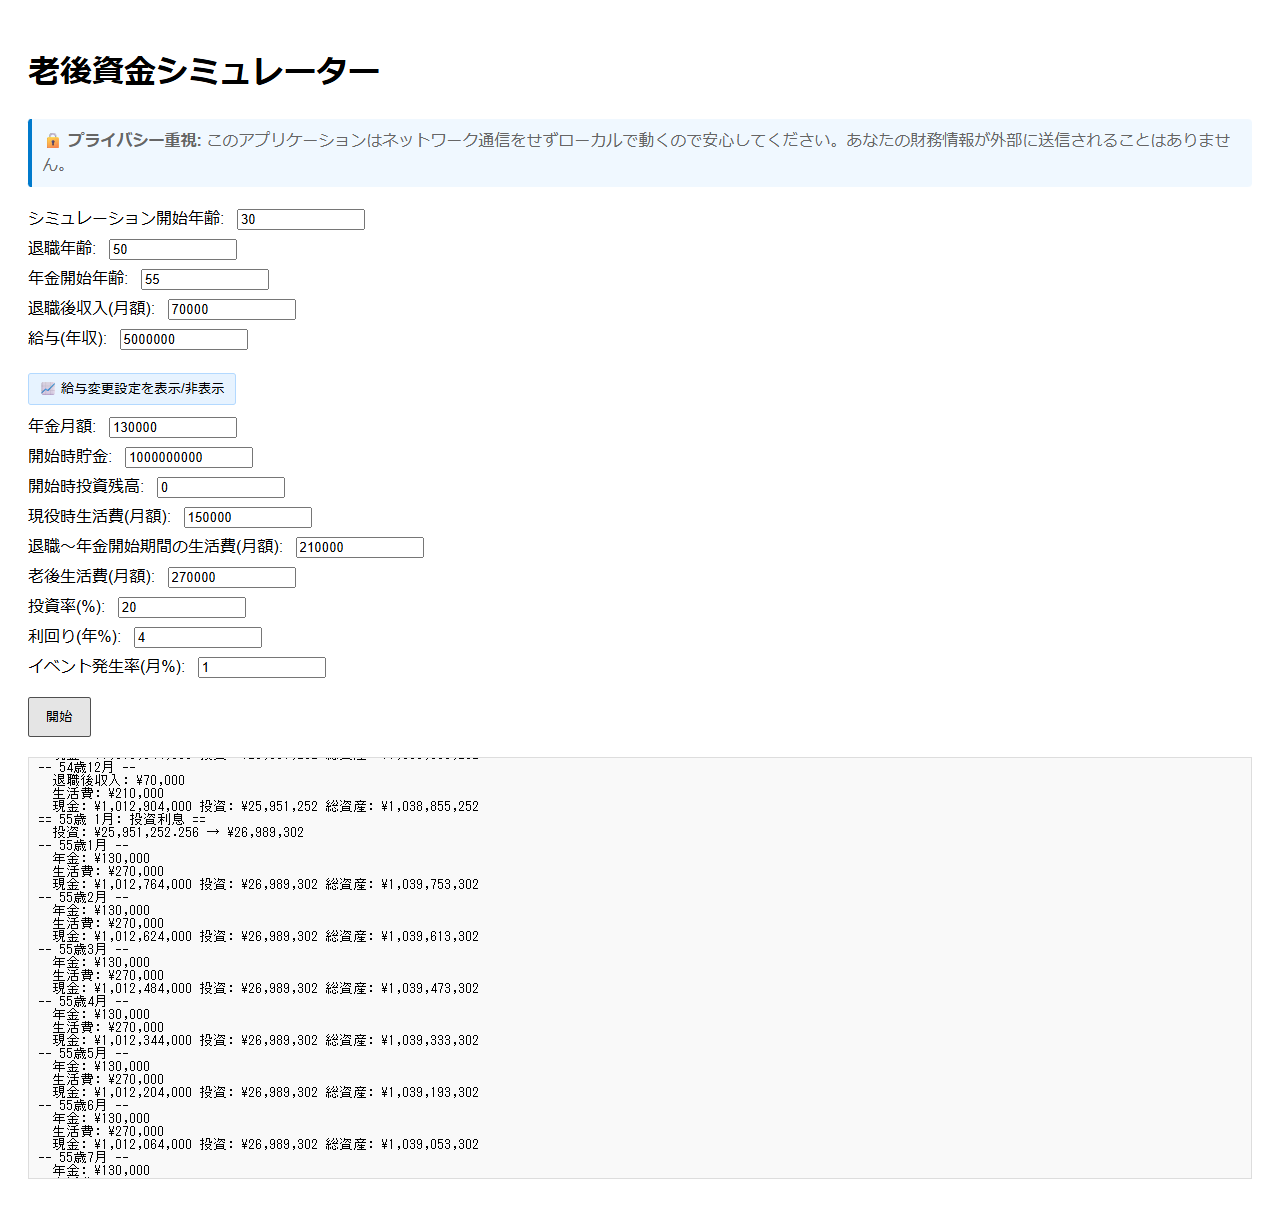 老後資金シミュレーター
🔒 プライバシー重視: このアプリケーションはネットワーク通信をせずローカルで動くので安心してください。あなたの財務情報が外部に送信されることはありませ
ん。
シミュレーション開始年齢: 30
退職年齢: 50
年金開始年齢: 55
退職後収入(月額): 70000
給与(年収): 5000000
📈 給与変更設定を表示/非表示
年金月額: 130000
開始時貯金: 1000000000
開始時投資残高: 0
現役時生活費(月額): 150000
退職～年金開始期間の生活費(月額): 210000
老後生活費(月額): 270000
投資率(%): 20
利回り(年%): 4
イベント発生率(月%): 1
開始
-- 54歳12月 --
退職後収入: ¥70,000
生活費: ¥210,000
現金: ¥1,012,904,000 投資: ¥25,951,252 総資産: ¥1,038,855,252
== 55歳 1月: 投資利息 ==
投資: ¥25,951,252.256 → ¥26,989,302
-- 55歳1月 --
年金: ¥130,000
生活費: ¥270,000
現金: ¥1,012,764,000 投資: ¥26,989,302 総資産: ¥1,039,753,302
-- 55歳2月 --
年金: ¥130,000
生活費: ¥270,000
現金: ¥1,012,624,000 投資: ¥26,989,302 総資産: ¥1,039,613,302
-- 55歳3月 --
年金: ¥130,000
生活費: ¥270,000
現金: ¥1,012,484,000 投資: ¥26,989,302 総資産: ¥1,039,473,302
-- 55歳4月 --
年金: ¥130,000
生活費: ¥270,000
現金: ¥1,012,344,000 投資: ¥26,989,302 総資産: ¥1,039,333,302
-- 55歳5月 --
年金: ¥130,000
生活費: ¥270,000
現金: ¥1,012,204,000 投資: ¥26,989,302 総資産: ¥1,039,193,302
-- 55歳6月 --
年金: ¥130,000
生活費: ¥270,000
現金: ¥1,012,064,000 投資: ¥26,989,302 総資産: ¥1,039,053,302
-- 55歳7月 --
年金: ¥130,000